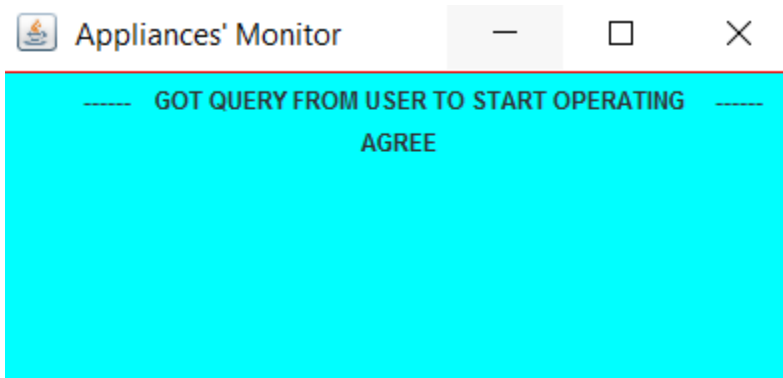 Appliances' Monitor
------ GOT QUERY FROM USER TO START OPERATING ------
AGREE